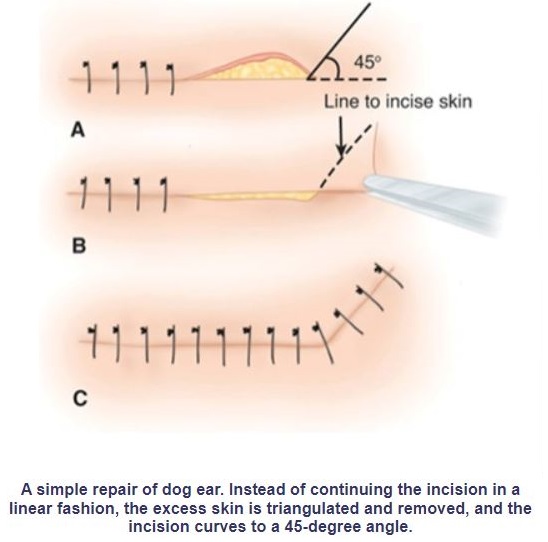 45°
Line to incise skin
A
B
C
A simple repair of dog ear. Instead of continuing the incision in a
linear fashion, the excess skin is triangulated and removed, and the
incision curves to a 45-degree angle.